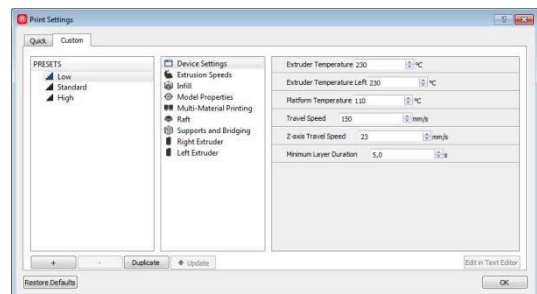 Print Settings
Quick Custom
PRESETS
Low
Standard
High
Device Settings
Extrusion Speeds
Infill
Model Properties
Multi-Material Printing
Raft
Supports and Bridging
Right Extruder
Left Extruder
Extruder Temperature 230 °C
Extruder Temperature Left 230 °C
Platform Temperature 110 °C
Travel Speed 150 mm/s
Z-axis Travel Speed 23 mm/s
Minimum Layer Duration 5,0 s
+ - Duplicate Update Edit in Text Editor
Restore Defaults OK